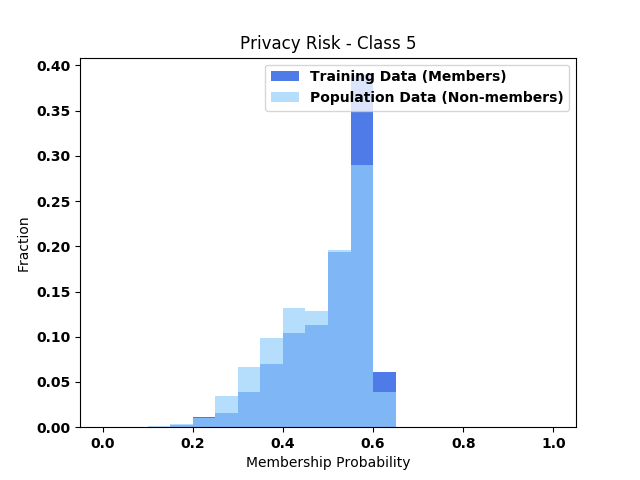 Privacy Risk - Class 5
Training Data (Members)
Population Data (Non-members)
0.40
0.35
0.30
0.25
0.20
0.15
0.10
0.05
0.00
Fraction
0.0 0.2 0.4 0.6 0.8 1.0
Membership Probability